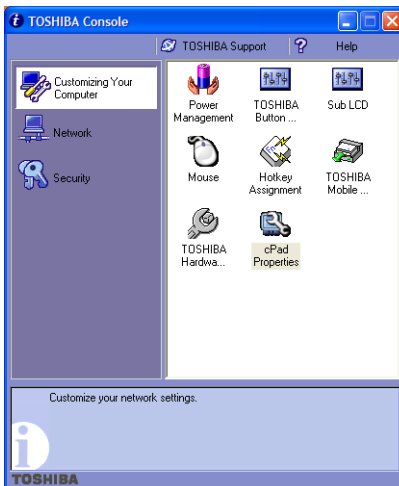 TOSHIBA Console
TOSHIBA Support ? Help
Customizing Your
Computer
Network
Security
Power
Management
TOSHIBA
Button ...
Sub LCD
Mouse
Hotkey
Assignment
TOSHIBA
Mobile ...
TOSHIBA
Hardwa...
cPad
Properties
Customize your network settings.
TOSHIBA